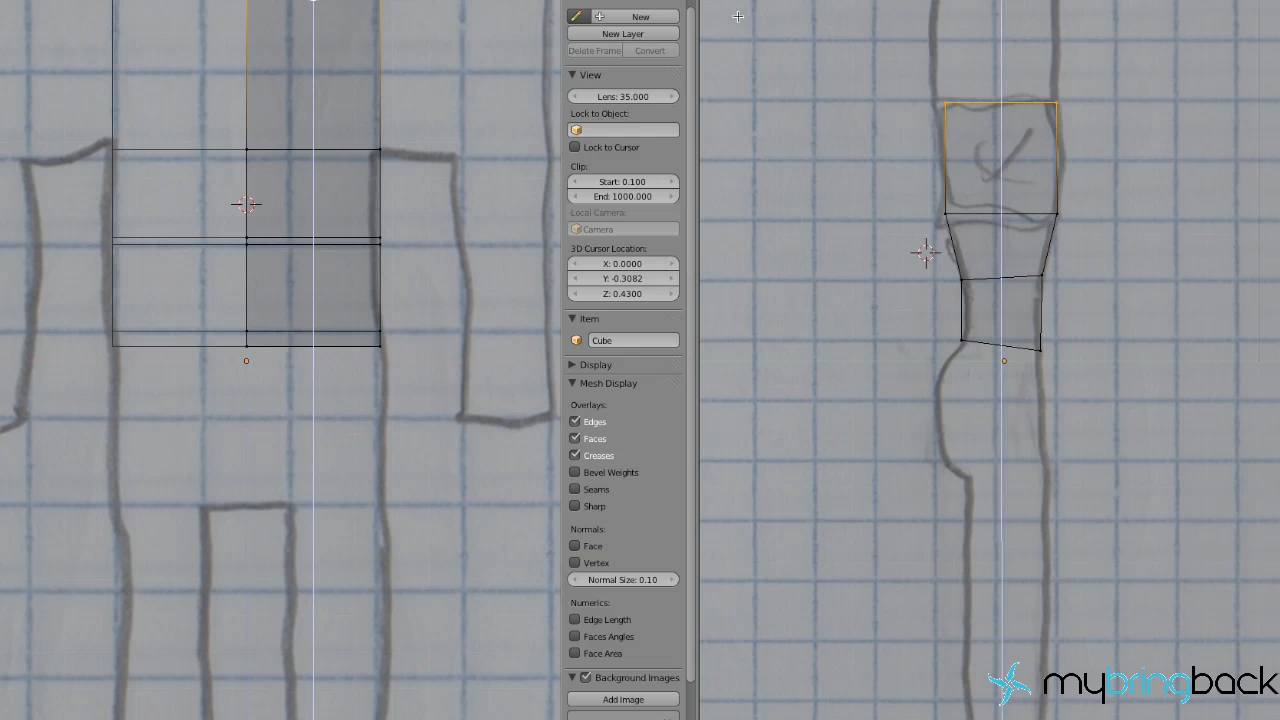 New
New Layer
Delete Frame Convert
View
Lens: 35.000
Lock to Object:
Lock to Cursor
Clip:
Start: 0.100
End: 1000.000
Local Camera:
Camera
3D Cursor Location:
X: 0.0000
Y: -0.3082
Z: 0.4300
Item
Cube
Display
Mesh Display
Overlays:
Edges
Faces
Creases
Bevel Weights
Seams
Sharp
Normals:
Face
Vertex
Normal Size: 0.10
Numerics:
Edge Length
Faces Angles
Face Area
Background Images
Add Image
mybringback